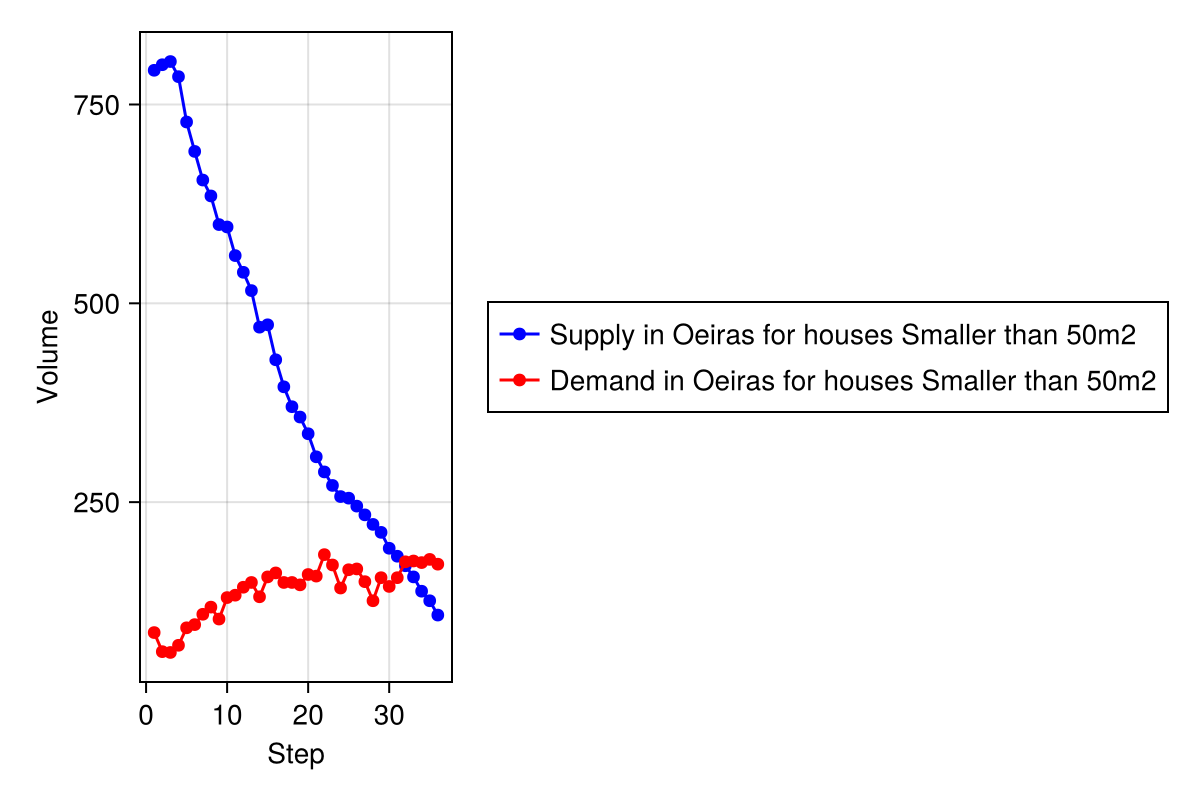 Volume
750
500
250
0 10 20 30
Step
Supply in Oeiras for houses Smaller than 50m2
Demand in Oeiras for houses Smaller than 50m2